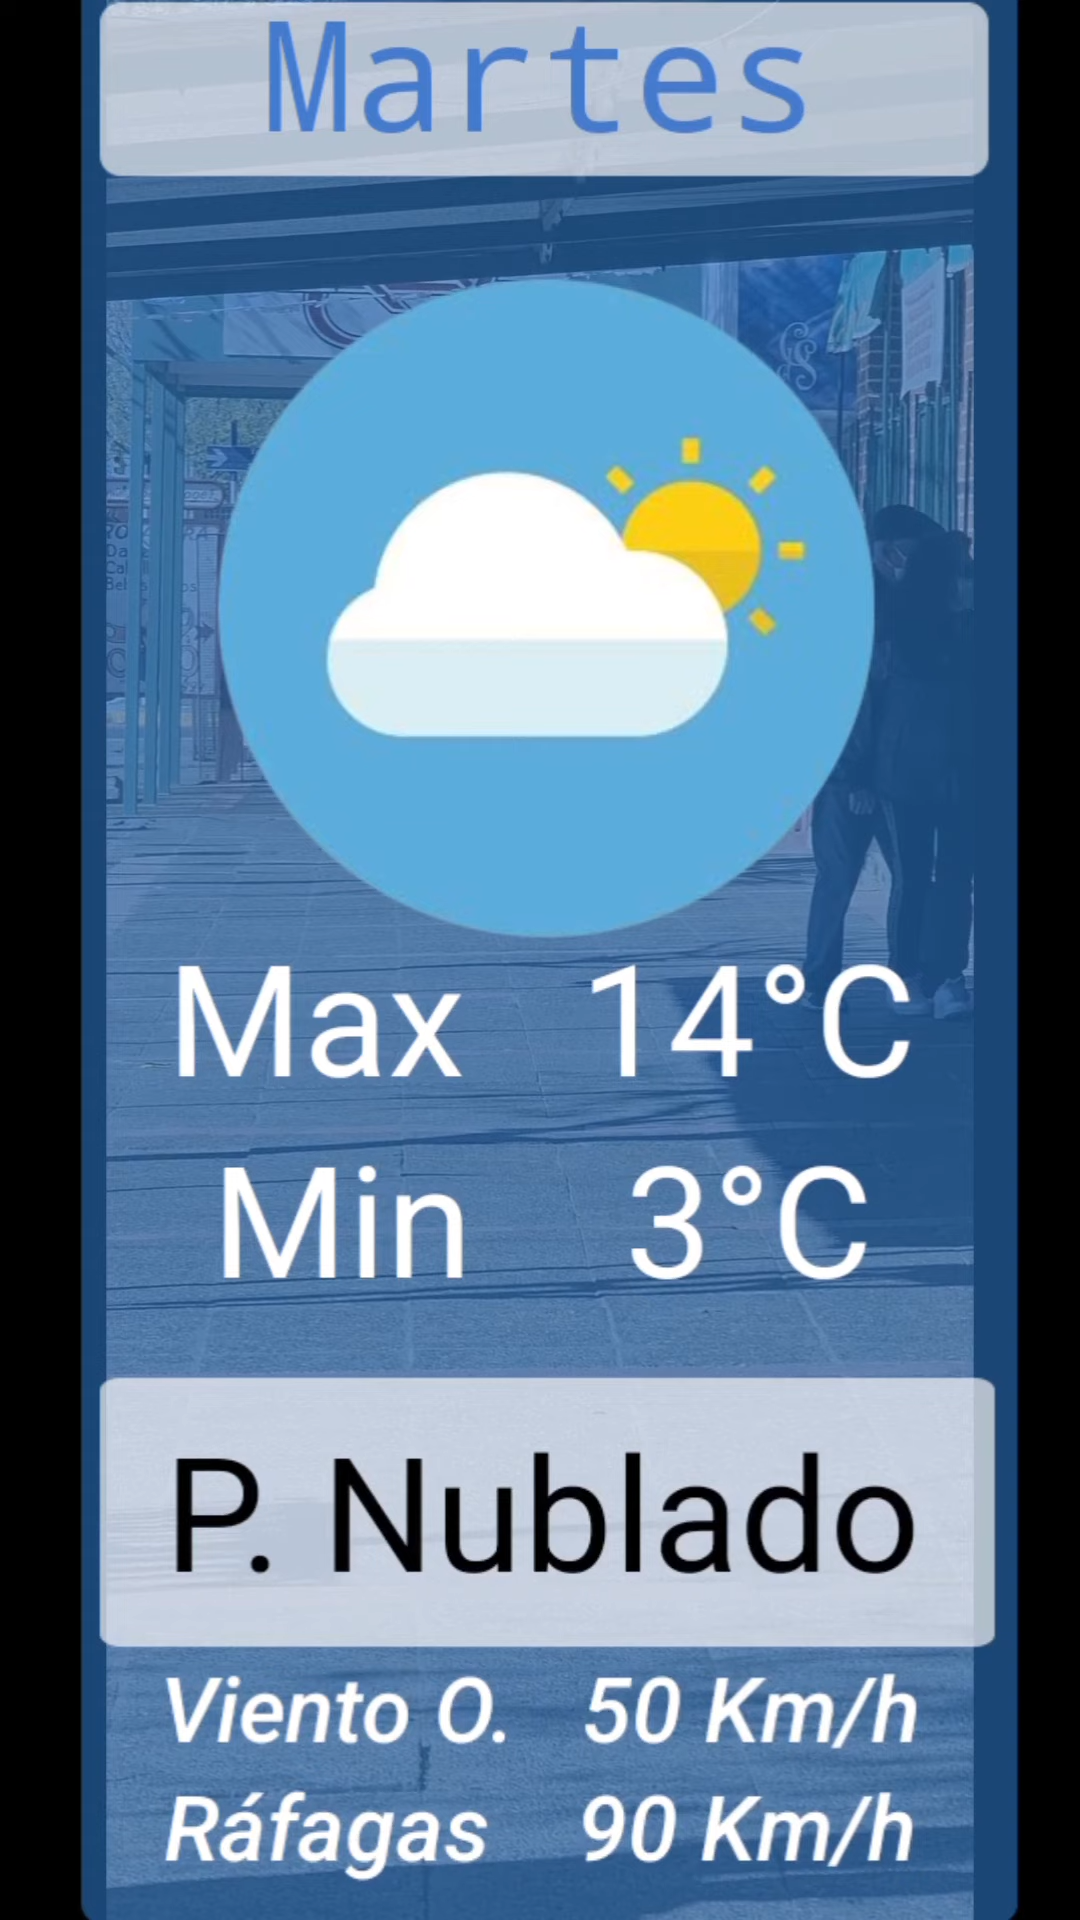 Martes
Max 14°C
Min 3°C
P. Nublado
Viento O. 50 Km/h
Ráfagas 90 Km/h